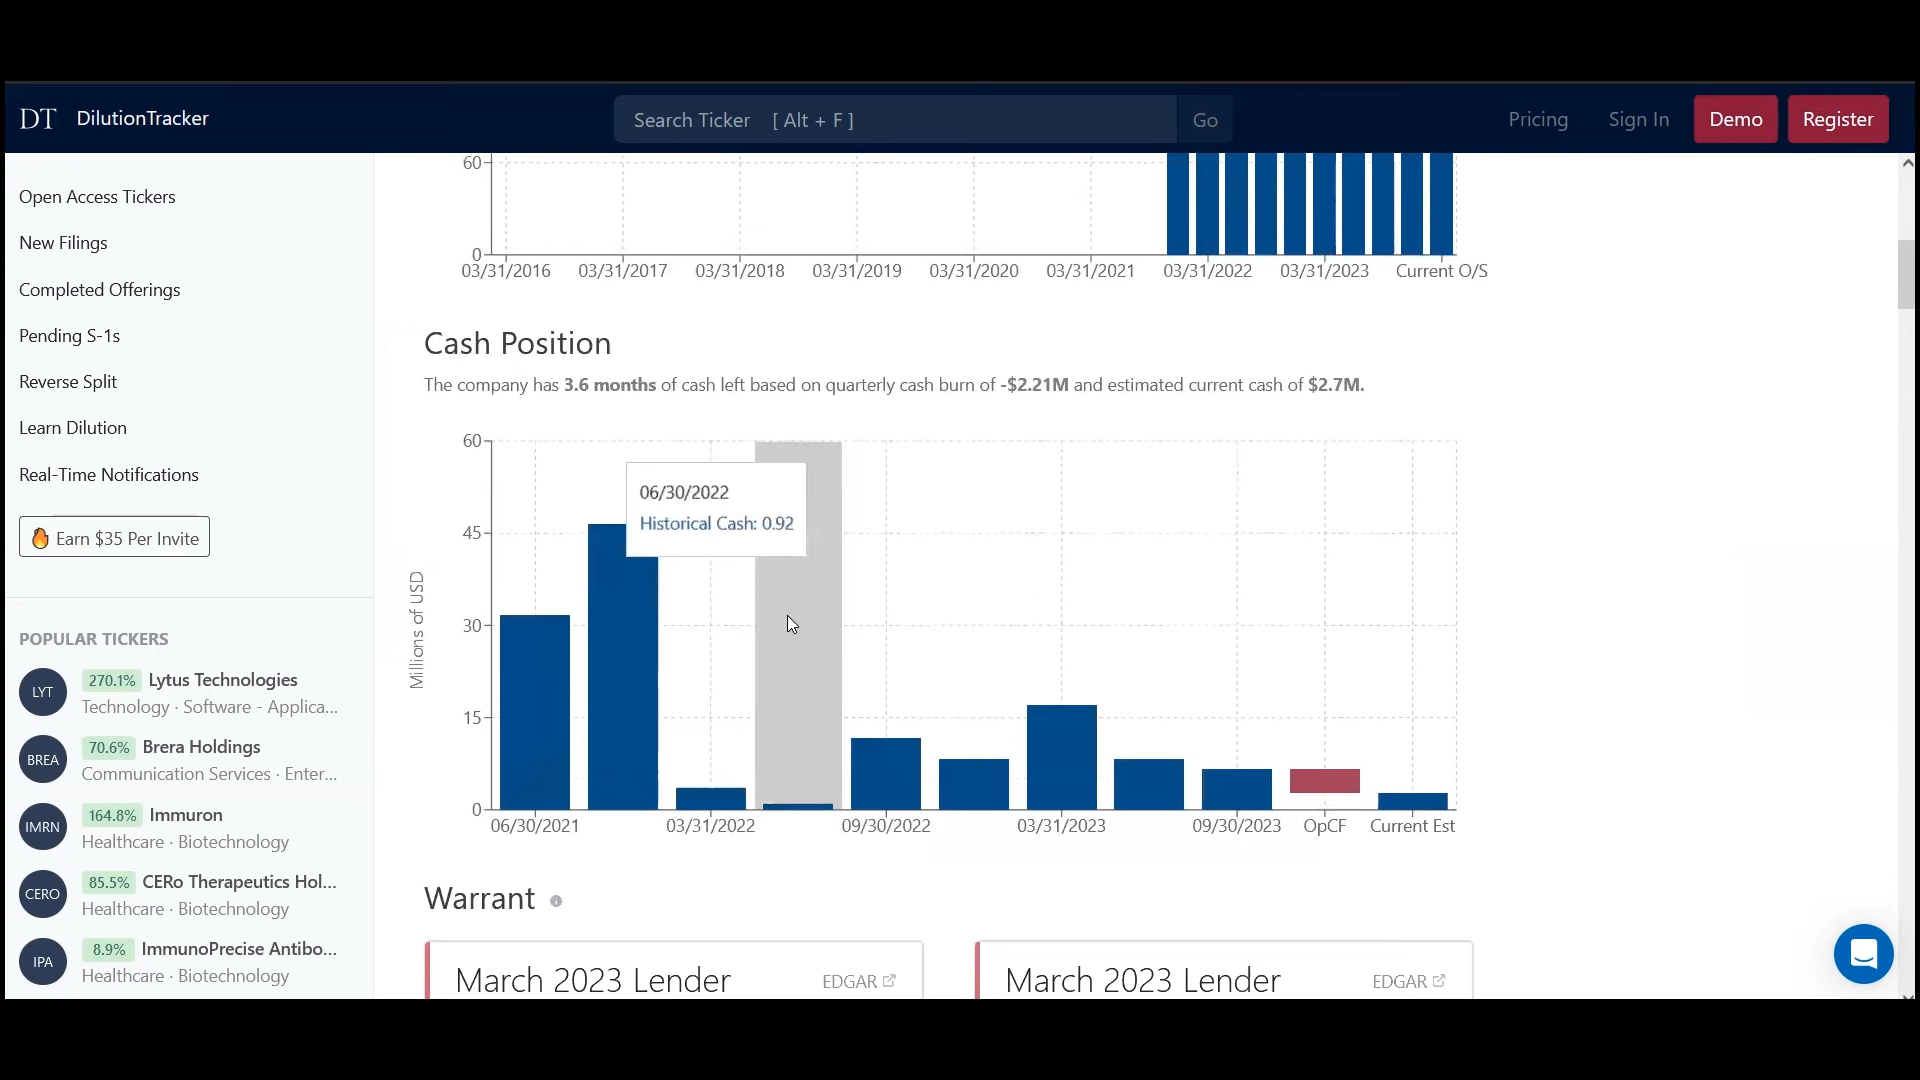 DT DilutionTracker
Search Ticker [ Alt + F ]
Go
Pricing
Sign In
Demo
Register
Open Access Tickers
New Filings
Completed Offerings
Pending S-1s
Reverse Split
Learn Dilution
Real-Time Notifications
Earn $35 Per Invite
POPULAR TICKERS
LYT
270.1% Lytus Technologies
Technology · Software - Applica...
BREA
70.6% Brera Holdings
Communication Services · Enter...
IMRN
164.8% Immuron
Healthcare · Biotechnology
CERO
85.5% CERo Therapeutics Hol...
Healthcare · Biotechnology
IPA
8.9% ImmunoPrecise Antibo...
Healthcare · Biotechnology
60
0
03/31/2016 03/31/2017 03/31/2018 03/31/2019 03/31/2020 03/31/2021 03/31/2022 03/31/2023 Current O/S
Cash Position
The company has 3.6 months of cash left based on quarterly cash burn of -$2.21M and estimated current cash of $2.7M.
Millions of USD
60
45
30
15
0
06/30/2022
Historical Cash: 0.92
06/30/2021 03/31/2022 09/30/2022 03/31/2023 09/30/2023 OpCF Current Est
Warrant
March 2023 Lender EDGAR
March 2023 Lender EDGAR